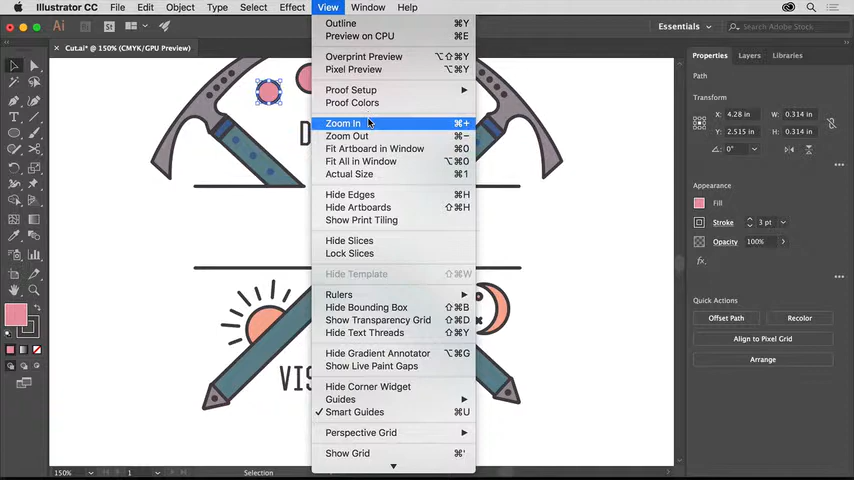 Illustrator CC File Edit Object Type Select Effect View Window Help
Ai Br St Essentials Search Adobe Stock
× Cut.ai* @ 150% (CMYK/GPU Preview)
Outline ⌘Y
Preview on CPU ⌘E
Overprint Preview ⌥⇧⌘Y
Pixel Preview ⌥⌘Y
Proof Setup
Proof Colors
Zoom In ⌘+
Zoom Out ⌘−
Fit Artboard in Window ⌘0
Fit All in Window ⌥⌘0
Actual Size ⌘1
Hide Edges ⌘H
Hide Artboards ⇧⌘H
Show Print Tiling
Hide Slices
Lock Slices
Hide Template ⇧⌘W
Rulers
Hide Bounding Box ⇧⌘B
Show Transparency Grid ⇧⌘D
Hide Text Threads ⌘⇧Y
Hide Gradient Annotator ⌥⌘G
Show Live Paint Gaps
Hide Corner Widget
Guides
✓ Smart Guides ⌘U
Perspective Grid
Show Grid ⌘'
VIS
Properties Layers Libraries
Path
Transform
X: 4.28 in W: 0.314 in
Y: 2.515 in H: 0.314 in
0°
Appearance
Fill
Stroke 3 pt
Opacity 100%
fx.
Quick Actions
Offset Path Recolor
Align to Pixel Grid
Arrange
150% 1 Selection